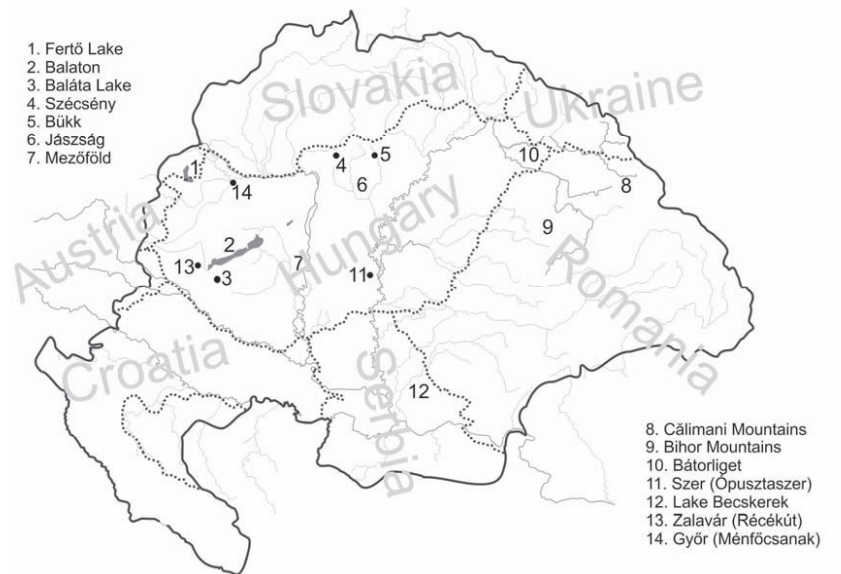 1. Fertő Lake
2. Balaton
3. Baláta Lake
4. Szécsény
5. Bükk
6. Jászság
7. Mezőföld
Slovakia
Ukraine
Austria
Hungary
Romania
Croatia
Serbia
1
14
4
5
6
10
8
9
2
13
3
7
11
12
8. Călimani Mountains
9. Bihor Mountains
10. Bátorliget
11. Szer (Ópusztaszer)
12. Lake Becskerek
13. Zalavár (Récékút)
14. Győr (Ménfőcsanak)